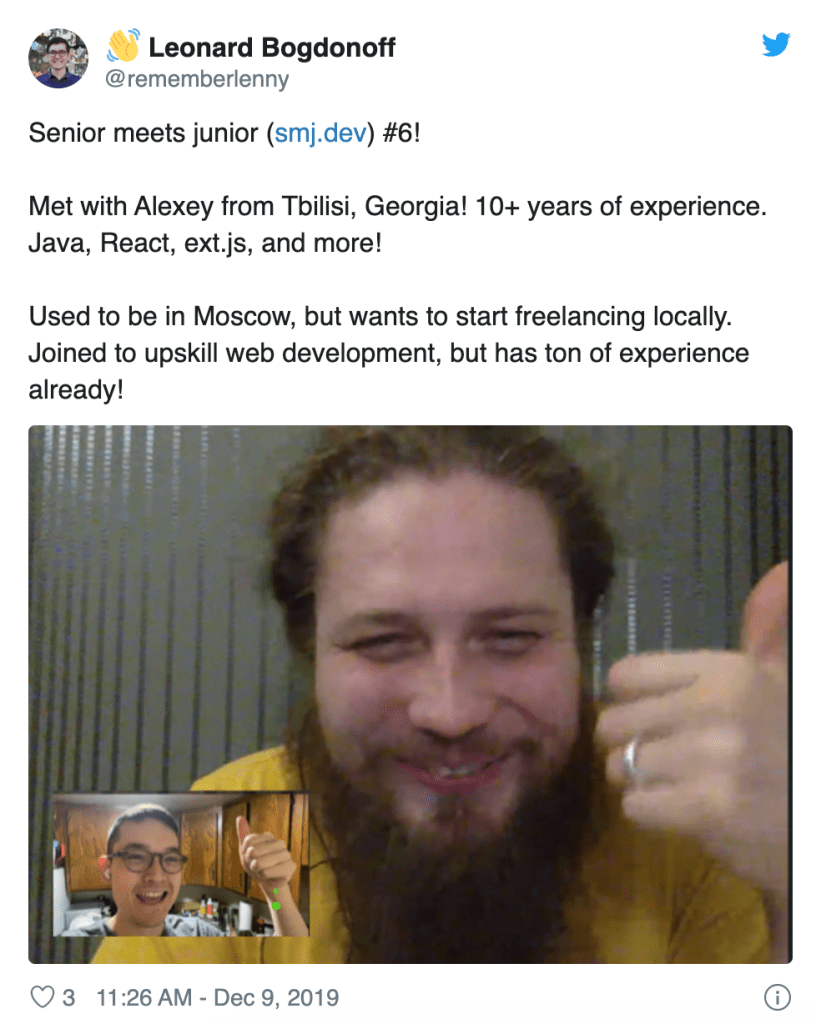 👋 Leonard Bogdonoff
@rememberlenny
Senior meets junior (smj.dev) #6!
Met with Alexey from Tbilisi, Georgia! 10+ years of experience.
Java, React, ext.js, and more!
Used to be in Moscow, but wants to start freelancing locally.
Joined to upskill web development, but has ton of experience
already!
3 11:26 AM - Dec 9, 2019